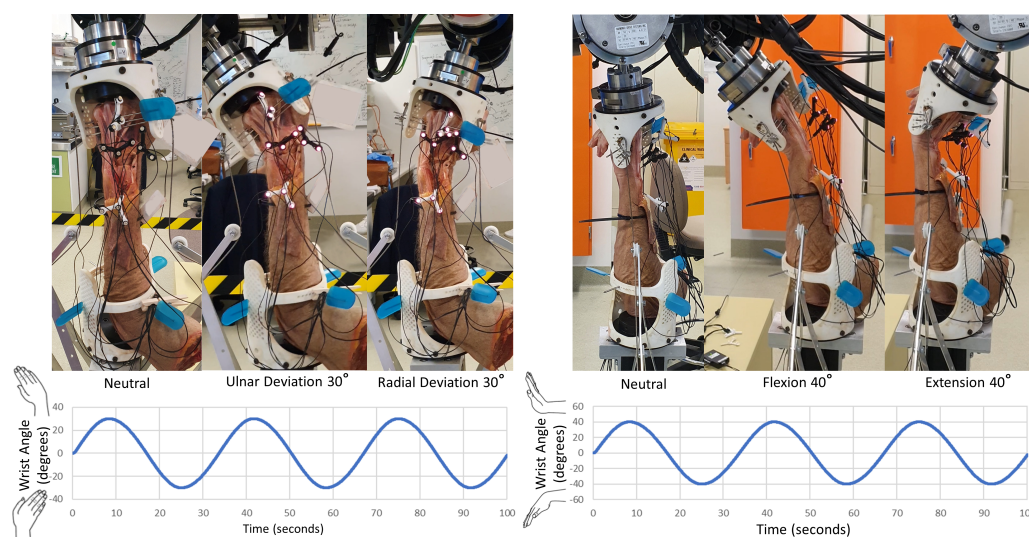 CLINICAL WASTE
Neutral
Ulnar Deviation 30°
Radial Deviation 30°
Neutral
Flexion 40°
Extension 40°
Wrist Angle
(degrees)
40
20
0
-20
-40
0 10 20 30 40 50 60 70 80 90 100
Time (seconds)
Wrist Angle
(degrees)
60
40
20
0
-20
-40
-60
0 10 20 30 40 50 60 70 80 90 100
Time (seconds)